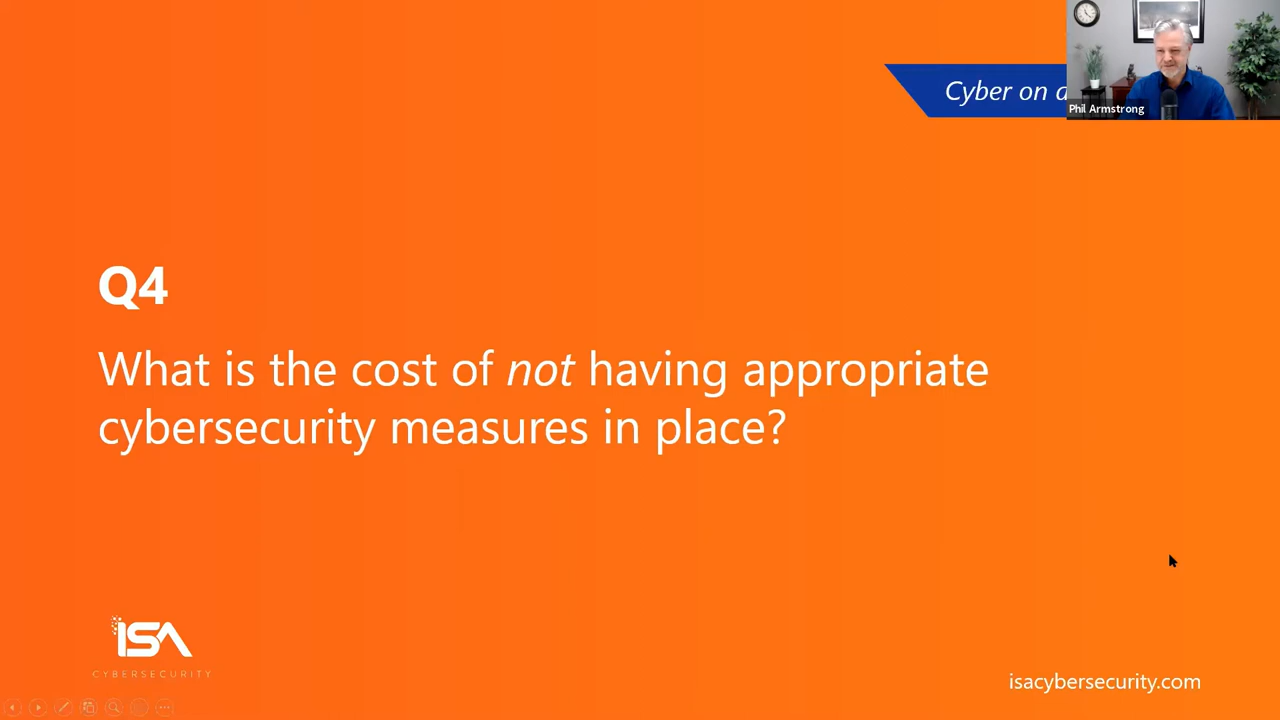 Cyber on a
Phil Armstrong
Q4
What is the cost of not having appropriate
cybersecurity measures in place?
ISA
CYBERSECURITY
isacybersecurity.com